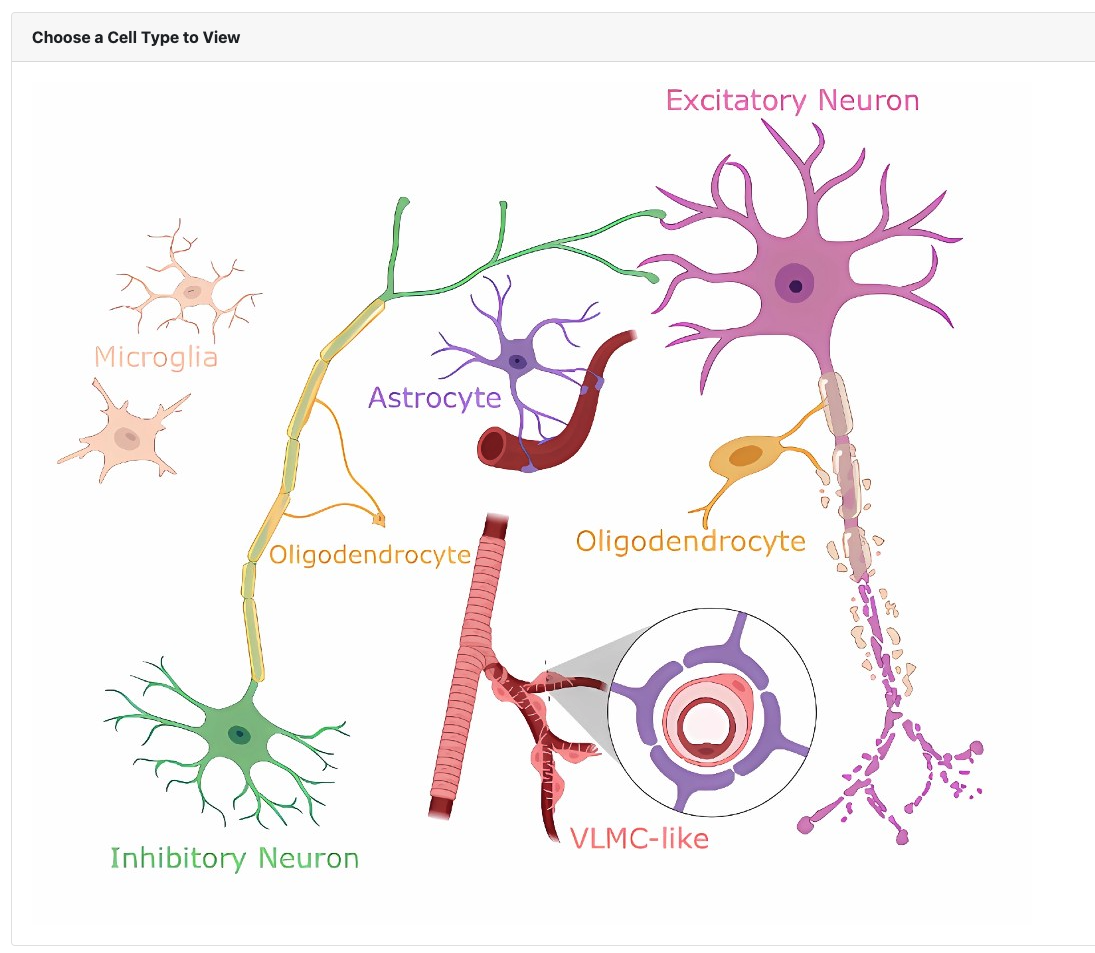 Choose a Cell Type to View
Excitatory Neuron
Microglia
Astrocyte
Oligodendrocyte
Oligodendrocyte
VLMC-like
Inhibitory Neuron